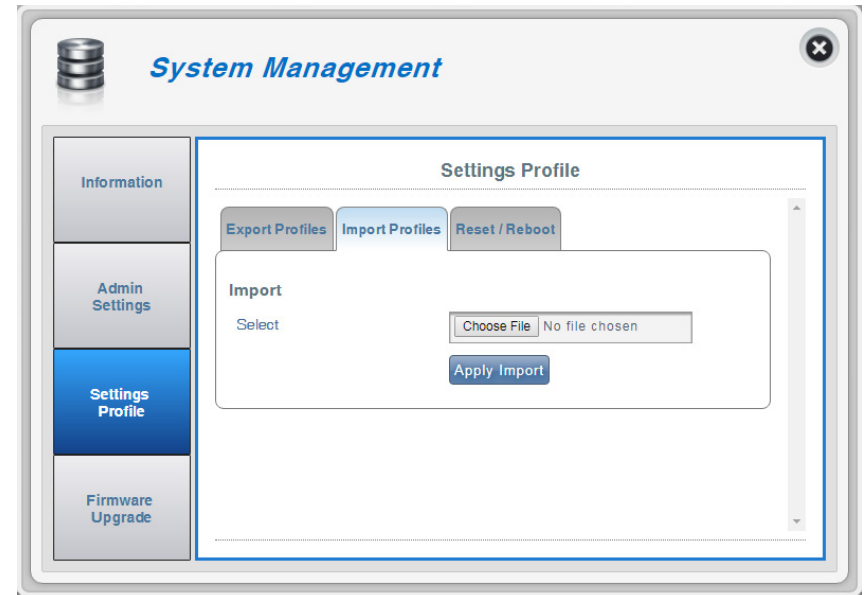 System Management
Information
Admin
Settings
Settings
Profile
Firmware
Upgrade
Settings Profile
Export Profiles
Import Profiles
Reset / Reboot
Import
Select
Choose File No file chosen
Apply Import